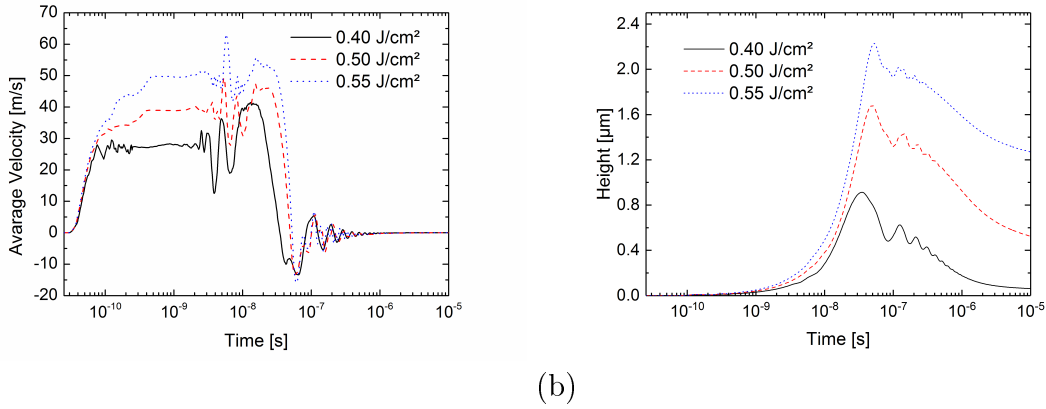 Avarage Velocity [m/s]
70
60
50
40
30
20
10
0
-10
-20
0.40 J/cm²
0.50 J/cm²
0.55 J/cm²
10⁻¹⁰ 10⁻⁹ 10⁻⁸ 10⁻⁷ 10⁻⁶ 10⁻⁵
Time [s]
Height [µm]
2.4
2.0
1.6
1.2
0.8
0.4
0.0
0.40 J/cm²
0.50 J/cm²
0.55 J/cm²
10⁻¹⁰ 10⁻⁹ 10⁻⁸ 10⁻⁷ 10⁻⁶ 10⁻⁵
Time [s]
(b)